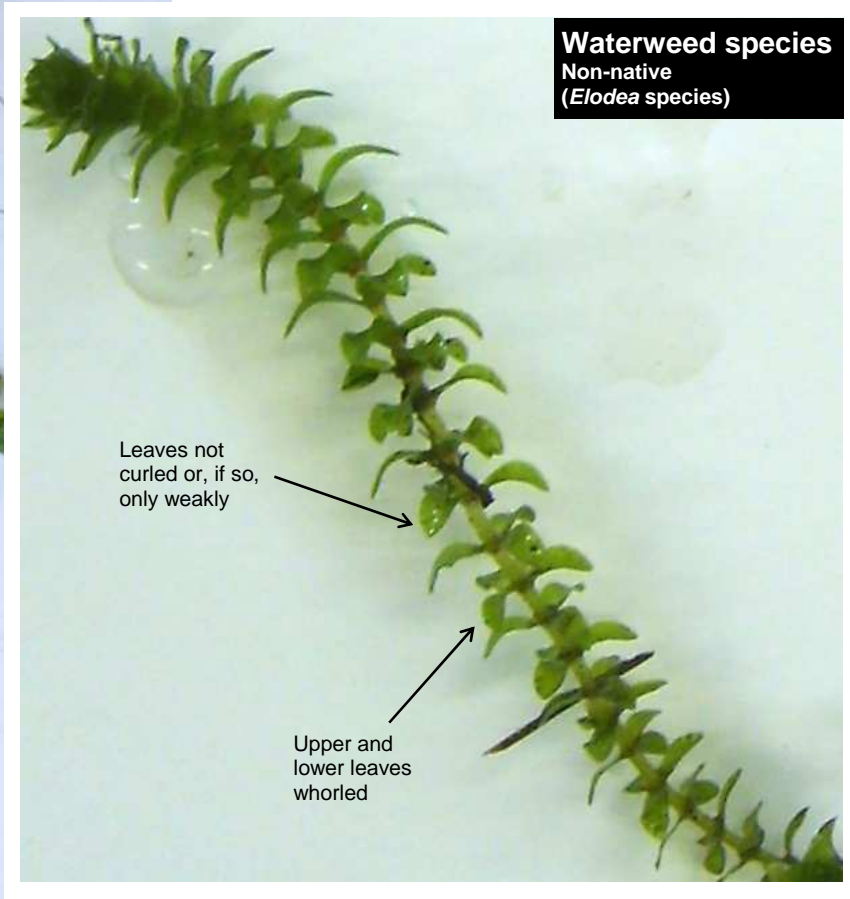 Waterweed species
Non-native
(Elodea species)
Leaves not
curled or, if so,
only weakly
Upper and
lower leaves
whorled